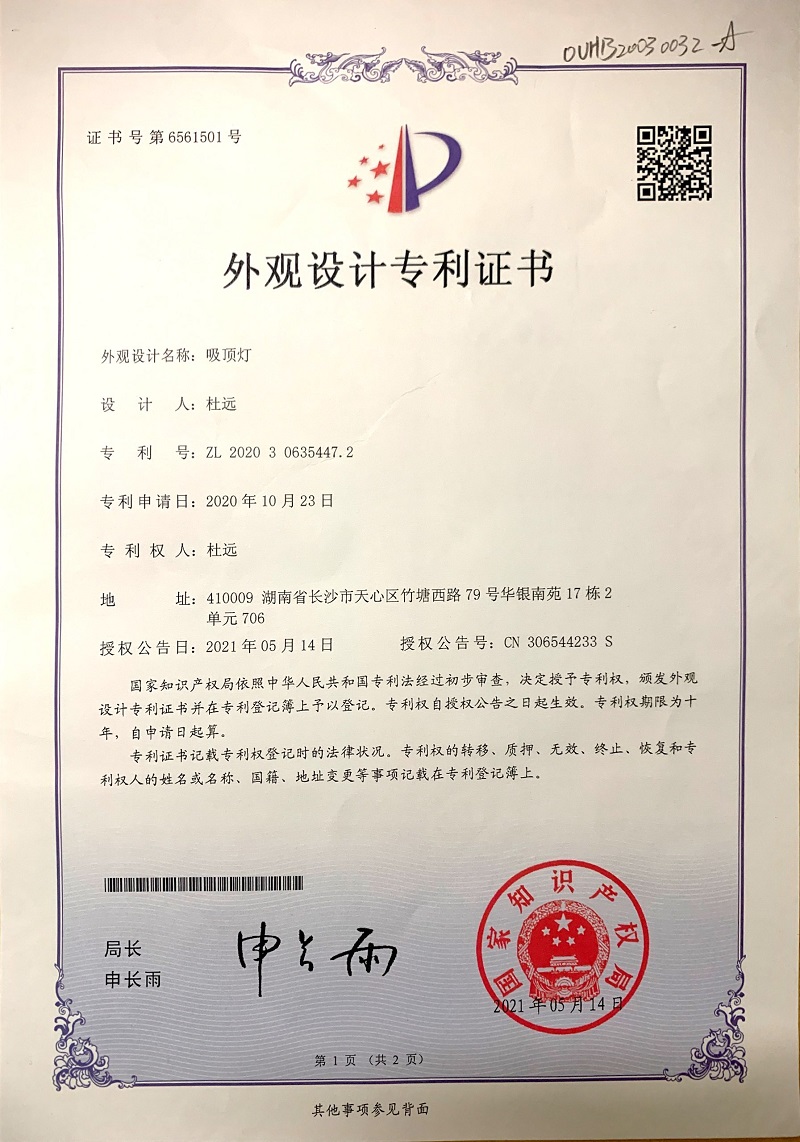 OUHB20030032-A
证书号第6561501号
外观设计专利证书
外观设计名称：吸顶灯
设计人：杜远
专利号：ZL 2020 3 0635447.2
专利申请日：2020年10月23日
专利权人：杜远
地址：410009 湖南省长沙市天心区竹塘西路79号华银南苑17栋2
单元706
授权公告日：2021年05月14日 授权公告号：CN 306544233 S
国家知识产权局依照中华人民共和国专利法经过初步审查，决定授予专利权，颁发外观
设计专利证书并在专利登记簿上予以登记。专利权自授权公告之日起生效。专利权期限为十
年，自申请日起算。
专利证书记载专利权登记时的法律状况。专利权的转移、质押、无效、终止、恢复和专
利权人的姓名或名称、国籍、地址变更等事项记载在专利登记簿上。
局长
申长雨
申长雨
国家知识产权局
2021年05月14日
第1页（共2页）
其他事项参见背面